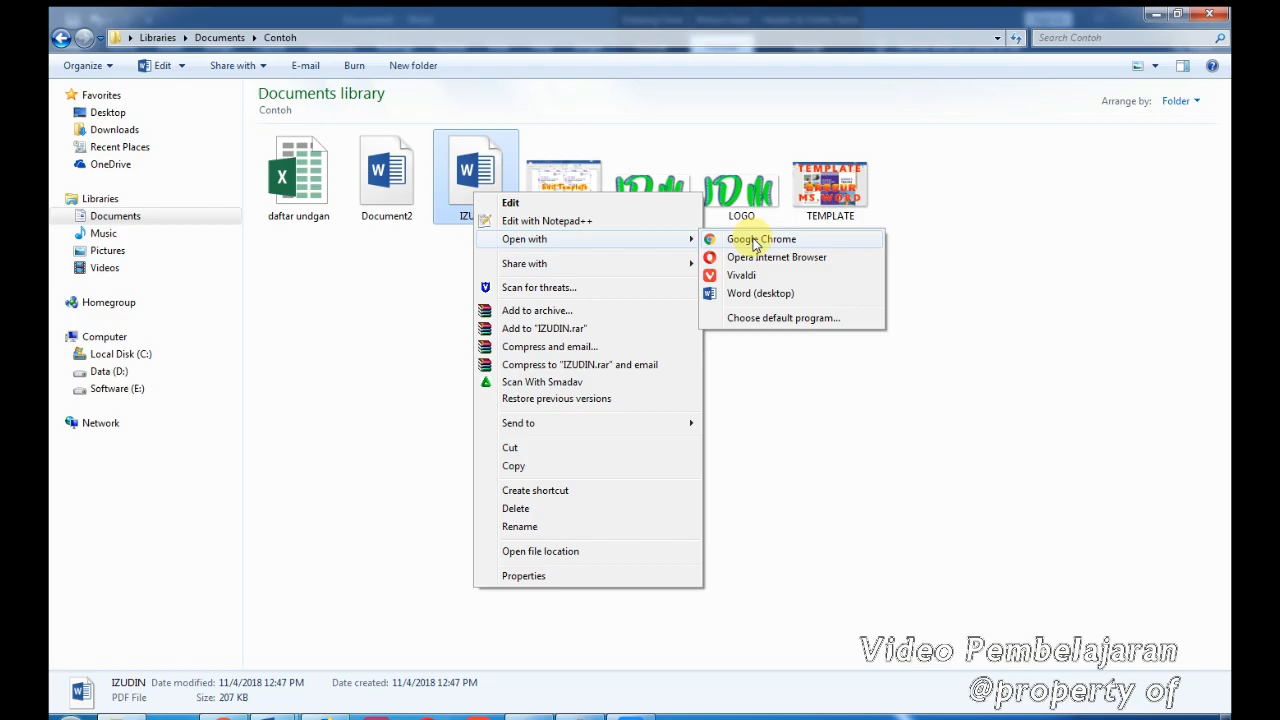 Libraries Documents Contoh
Search Contoh
Organize Edit Share with E-mail Burn New folder
Documents library
Contoh
Arrange by: Folder
Favorites
Desktop
Downloads
Recent Places
OneDrive
Libraries
Documents
Music
Pictures
Videos
Homegroup
Computer
Local Disk (C:)
Data (D:)
Software (E:)
Network
daftar undgan
Document2
LOGO
TEMPLATE
TEMPLATE
MS.WORD
Edit
Edit with Notepad++
Open with
Share with
Scan for threats...
Add to archive...
Add to "IZUDIN.rar"
Compress and email...
Compress to "IZUDIN.rar" and email
Scan With Smadav
Restore previous versions
Send to
Cut
Copy
Create shortcut
Delete
Rename
Open file location
Properties
Google Chrome
Opera Internet Browser
Vivaldi
Word (desktop)
Choose default program...
IZUDIN Date modified: 11/4/2018 12:47 PM Date created: 11/4/2018 12:47 PM
PDF File Size: 207 KB
Video Pembelajaran
@property of